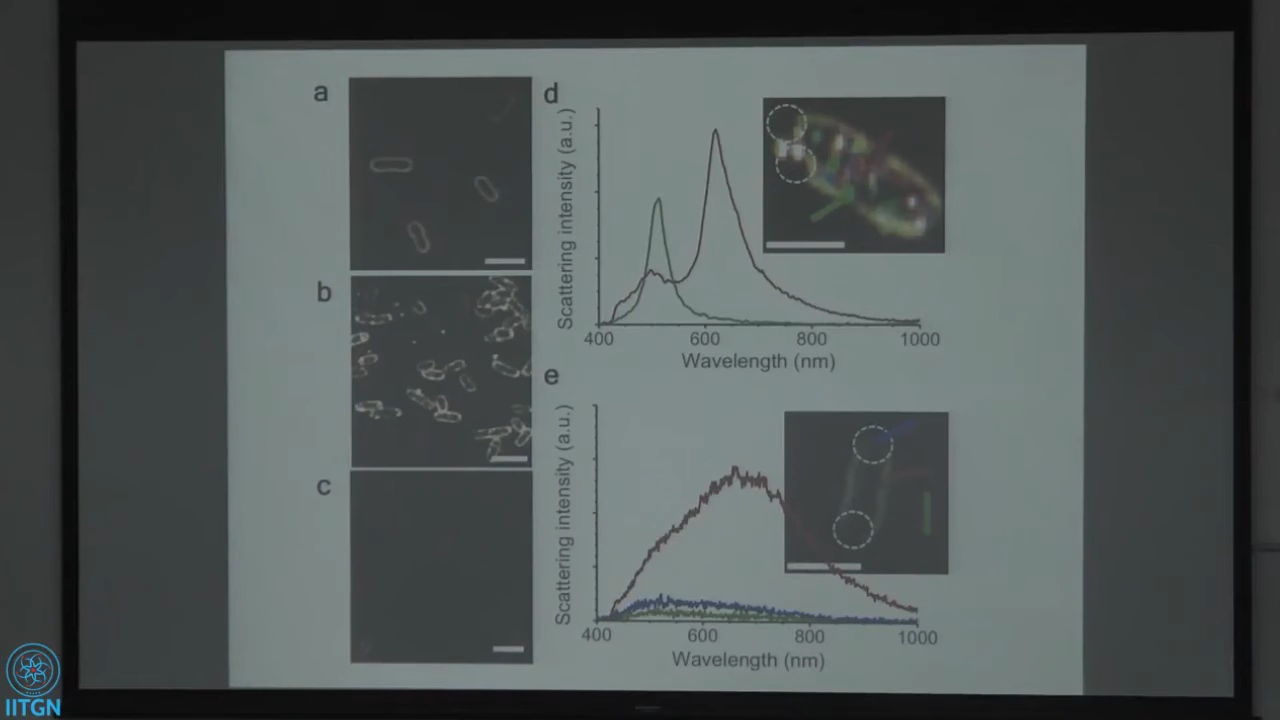 a
b
c
d
Scattering intensity (a.u.)
400 600 800 1000
Wavelength (nm)
e
Scattering intensity (a.u.)
400 600 800 1000
Wavelength (nm)
IITGN